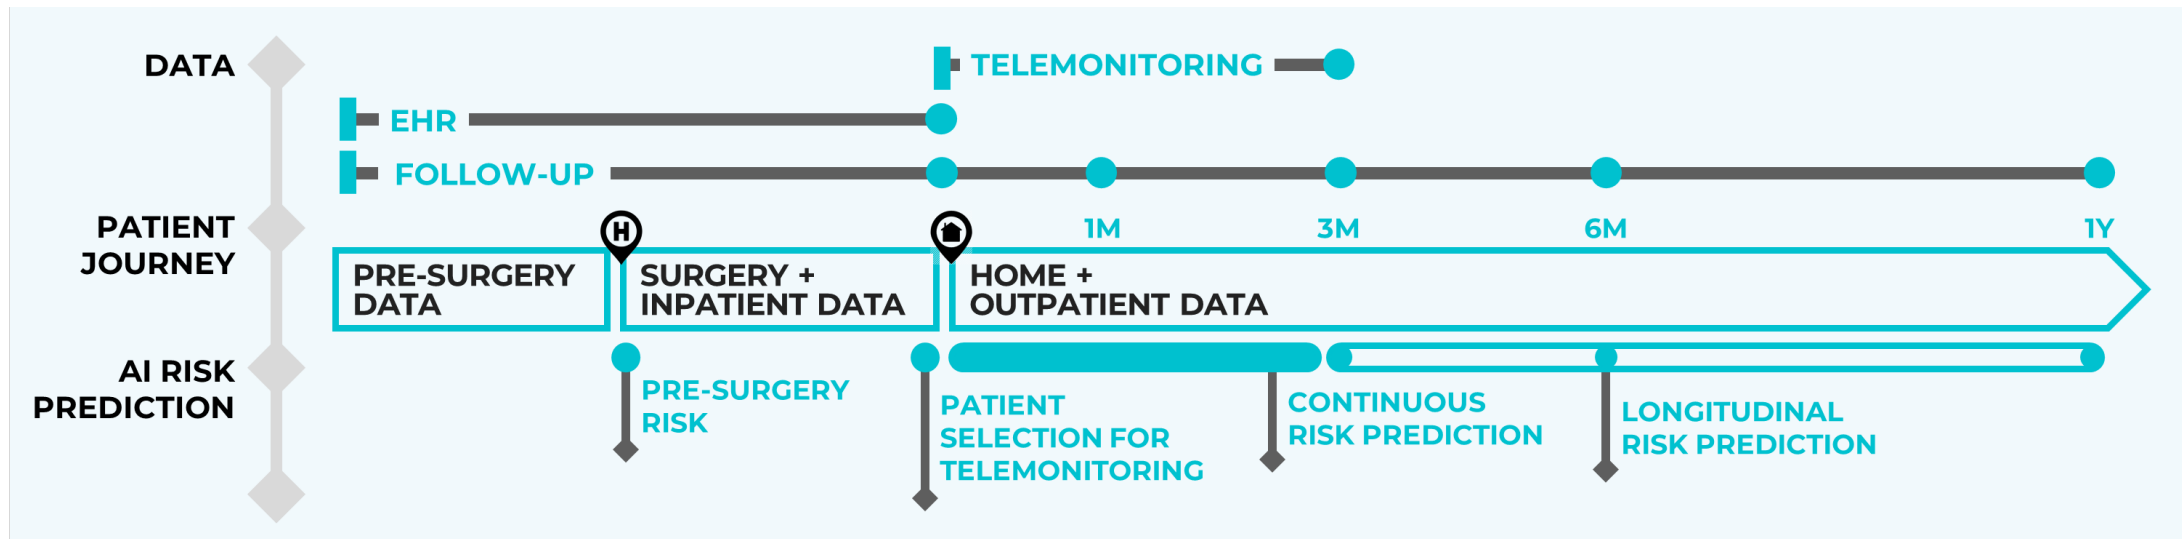 DATA
TELEMONITORING
EHR
FOLLOW-UP
PATIENT
JOURNEY
H
1M
3M
6M
1Y
PRE-SURGERY
DATA
SURGERY +
INPATIENT DATA
HOME +
OUTPATIENT DATA
AI RISK
PREDICTION
PRE-SURGERY
RISK
PATIENT
SELECTION FOR
TELEMONITORING
CONTINUOUS
RISK PREDICTION
LONGITUDINAL
RISK PREDICTION